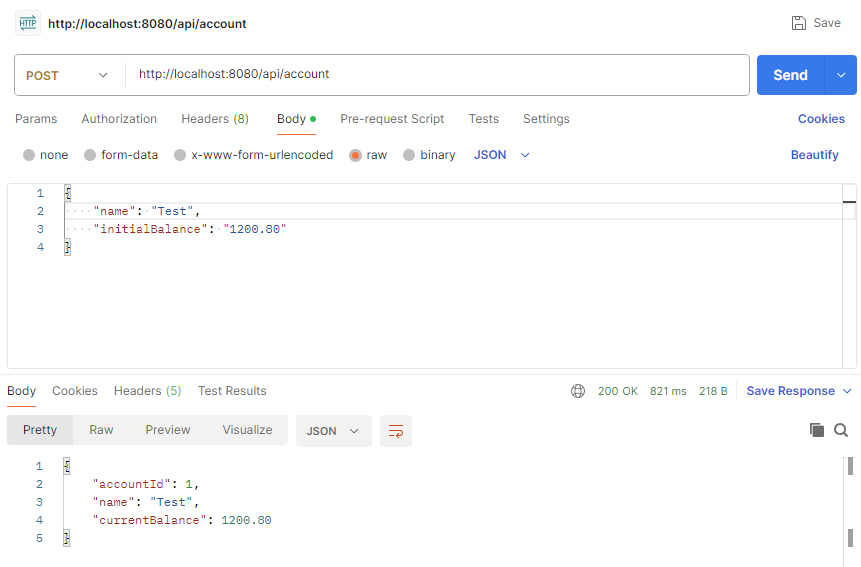 HTTP http://localhost:8080/api/account Save
POST http://localhost:8080/api/account Send
Params Authorization Headers (8) Body Pre-request Script Tests Settings Cookies
none form-data x-www-form-urlencoded raw binary JSON Beautify
1 {
2 "name": "Test",
3 "initialBalance": "1200.80"
4 }
Body Cookies Headers (5) Test Results 200 OK 821 ms 218 B Save Response
Pretty Raw Preview Visualize JSON
1 {
2 "accountId": 1,
3 "name": "Test",
4 "currentBalance": 1200.80
5 }